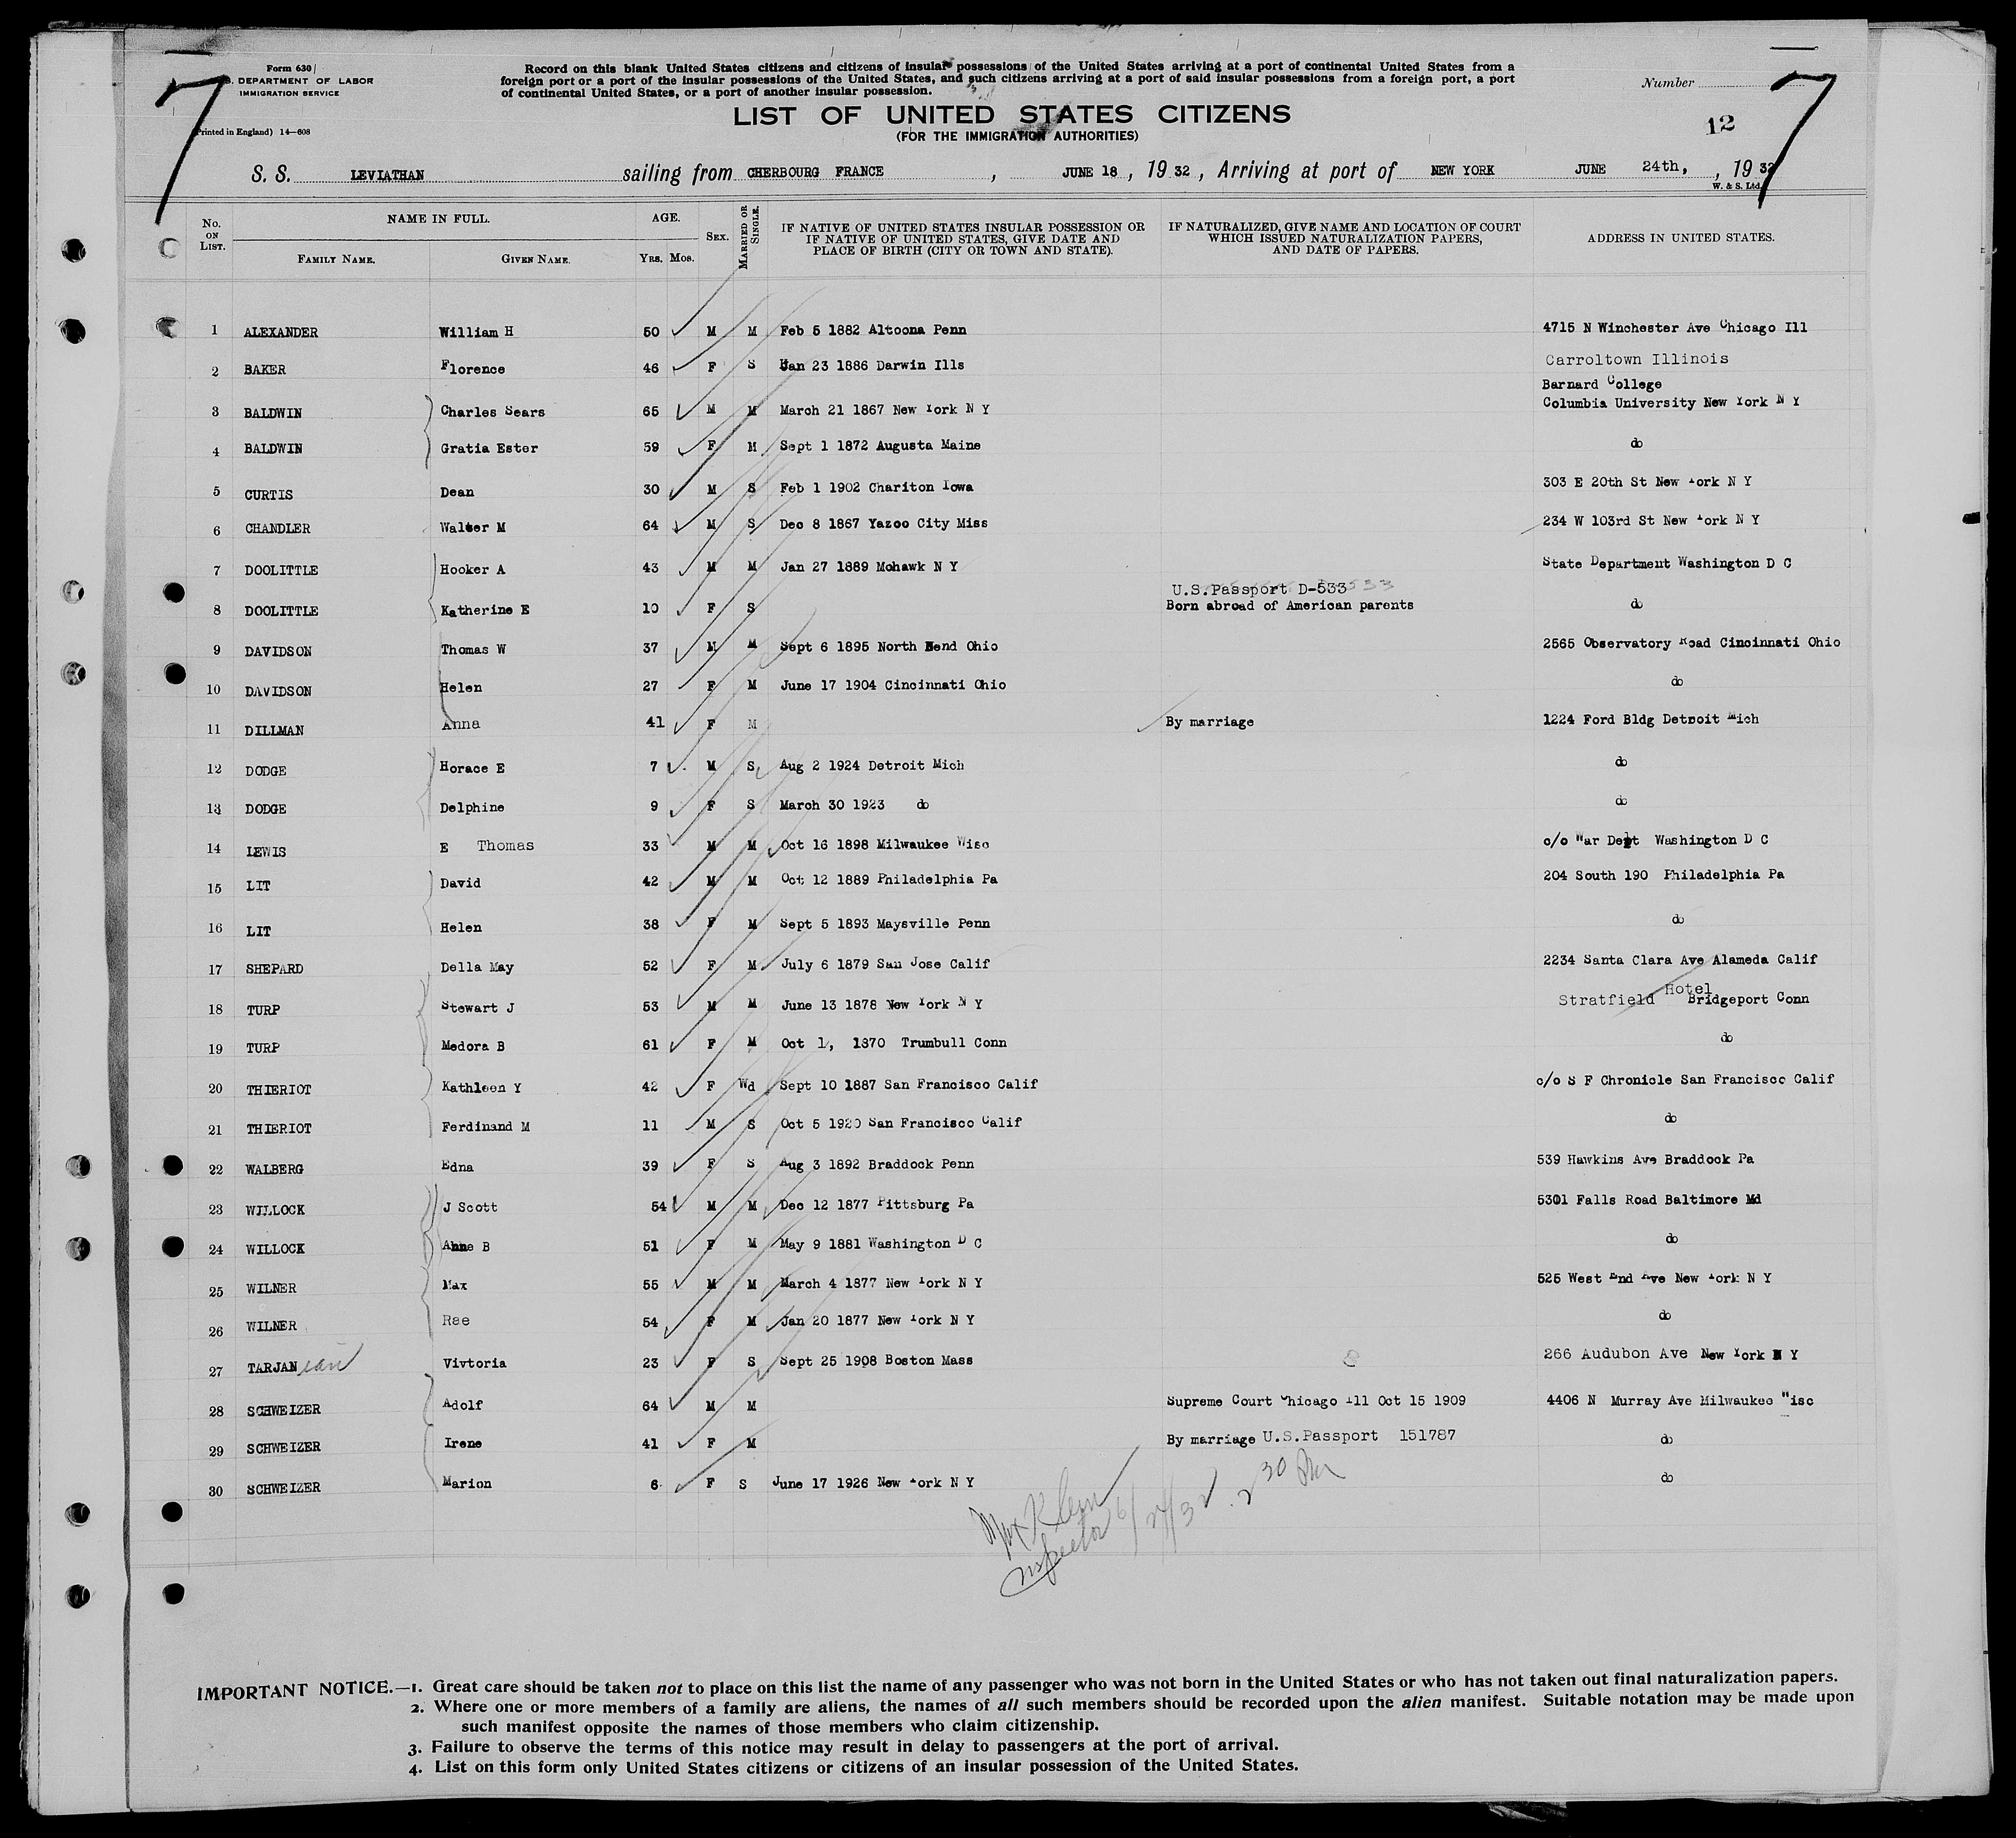 7
7
Form 630
DEPARTMENT OF LABOR
IMMIGRATION SERVICE
(Printed in England) 14—608
Record on this blank United States citizens and citizens of insular possessions of the United States arriving at a port of continental United States from a
foreign port or a port of the insular possessions of the United States, and such citizens arriving at a port of said insular possessions from a foreign port, a port
of continental United States, or a port of another insular possession.
Number
LIST OF UNITED STATES CITIZENS
(FOR THE IMMIGRATION AUTHORITIES)
12
S. S. LEVIATHAN sailing from CHERBOURG FRANCE , JUNE 18 , 19 32 , Arriving at port of NEW YORK JUNE 24th, , 19 32
W. & S. Ltd.
No. ON LIST. NAME IN FULL. AGE. SEX. MARRIED OR SINGLE. IF NATIVE OF UNITED STATES INSULAR POSSESSION OR IF NATIVE OF UNITED STATES, GIVE DATE AND PLACE OF BIRTH (CITY OR TOWN AND STATE). IF NATURALIZED, GIVE NAME AND LOCATION OF COURT WHICH ISSUED NATURALIZATION PAPERS, AND DATE OF PAPERS. ADDRESS IN UNITED STATES.
FAMILY NAME. GIVEN NAME. YRS. MOS.
1 ALEXANDER William H 50 M M Feb 5 1882 Altoona Penn 4715 N Winchester Ave Chicago Ill
2 BAKER Florence 46 F S Jan 23 1886 Darwin Ills Carroltown Illinois
Barnard College
3 BALDWIN Charles Sears 65 M M March 21 1867 New York N Y Columbia University New York N Y
4 BALDWIN Gratia Ester 59 F M Sept 1 1872 Augusta Maine do
5 CURTIS Dean 30 M S Feb 1 1902 Chariton Iowa 303 E 20th St New York N Y
6 CHANDLER Walter M 64 M S Dec 8 1867 Yazoo City Miss 234 W 103rd St New York N Y
7 DOOLITTLE Hooker A 43 M M Jan 27 1889 Mohawk N Y State Department Washington D C
U.S.Passport D-533
8 DOOLITTLE Katherine E 10 F S Born abroad of American parents do
9 DAVIDSON Thomas W 37 M M Sept 6 1895 North Bend Ohio 2565 Observatory Road Cincinnati Ohio
10 DAVIDSON Helen 27 F M June 17 1904 Cincinnati Ohio do
11 DILLMAN Anna 41 F M By marriage 1224 Ford Bldg Detroit Mich
12 DODGE Horace E 7 M S Aug 2 1924 Detroit Mich do
13 DODGE Delphine 9 F S March 30 1923 do do
14 LEWIS E Thomas 33 M M Oct 16 1898 Milwaukee Wisc c/o War Dept Washington D C
15 LIT David 42 M M Oct 12 1889 Philadelphia Pa 204 South 190 Philadelphia Pa
16 LIT Helen 38 F M Sept 5 1893 Maysville Penn do
17 SHEPARD Della May 52 F M July 6 1879 San Jose Calif 2234 Santa Clara Ave Alameda Calif
18 TURP Stewart J 53 M M June 13 1878 New York N Y Stratfield Hotel Bridgeport Conn
19 TURP Medora B 61 F M Oct 1, 1870 Trumbull Conn do
20 THIERIOT Kathleen Y 42 F Wd Sept 10 1887 San Francisco Calif c/o S F Chronicle San Francisco Calif
21 THIERIOT Ferdinand M 11 M S Oct 5 1920 San Francisco Calif do
22 WALBERG Edna 39 F S Aug 3 1892 Braddock Penn 539 Hawkins Ave Braddock Pa
23 WILLOCK J Scott 54 M M Dec 12 1877 Pittsburg Pa 5301 Falls Road Baltimore Md
24 WILLOCK Anne B 51 F M May 9 1881 Washington D C do
25 WILNER Max 55 M M March 4 1877 New York N Y 525 West End Ave New York N Y
26 WILNER Rae 54 F M Jan 20 1877 New York N Y do
27 TARJAN Vivtoria 23 F S Sept 25 1908 Boston Mass 266 Audubon Ave New York N Y
28 SCHWEIZER Adolf 64 M M Supreme Court Chicago Ill Oct 15 1909 4406 N Murray Ave Milwaukee Wisc
29 SCHWEIZER Irene 41 F M By marriage U.S.Passport 151787 do
30 SCHWEIZER Marion 6 F S June 17 1926 New York N Y do
Max Klein 6/24/32. 2 30 PM
Inspector
IMPORTANT NOTICE.—1. Great care should be taken not to place on this list the name of any passenger who was not born in the United States or who has not taken out final naturalization papers.
2. Where one or more members of a family are aliens, the names of all such members should be recorded upon the alien manifest. Suitable notation may be made upon
such manifest opposite the names of those members who claim citizenship.
3. Failure to observe the terms of this notice may result in delay to passengers at the port of arrival.
4. List on this form only United States citizens or citizens of an insular possession of the United States.